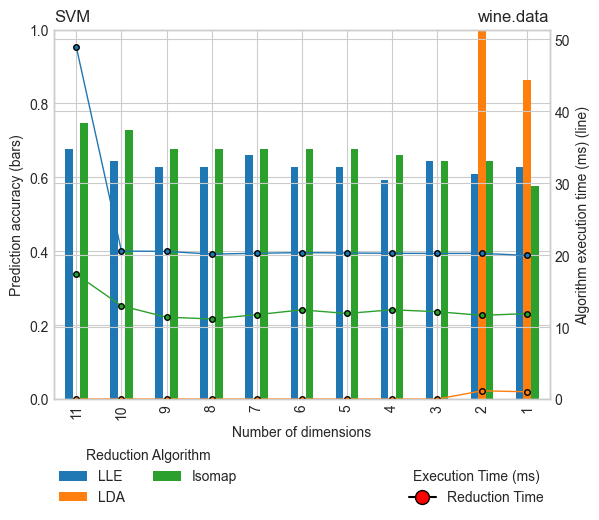 SVM wine.data
1.0
0.8
0.6
0.4
0.2
0.0
Prediction accuracy (bars)
50
40
30
20
10
0
Algorithm execution time (ms) (line)
11 10 9 8 7 6 5 4 3 2 1
Number of dimensions
Reduction Algorithm
LLE Isomap
LDA
Execution Time (ms)
Reduction Time